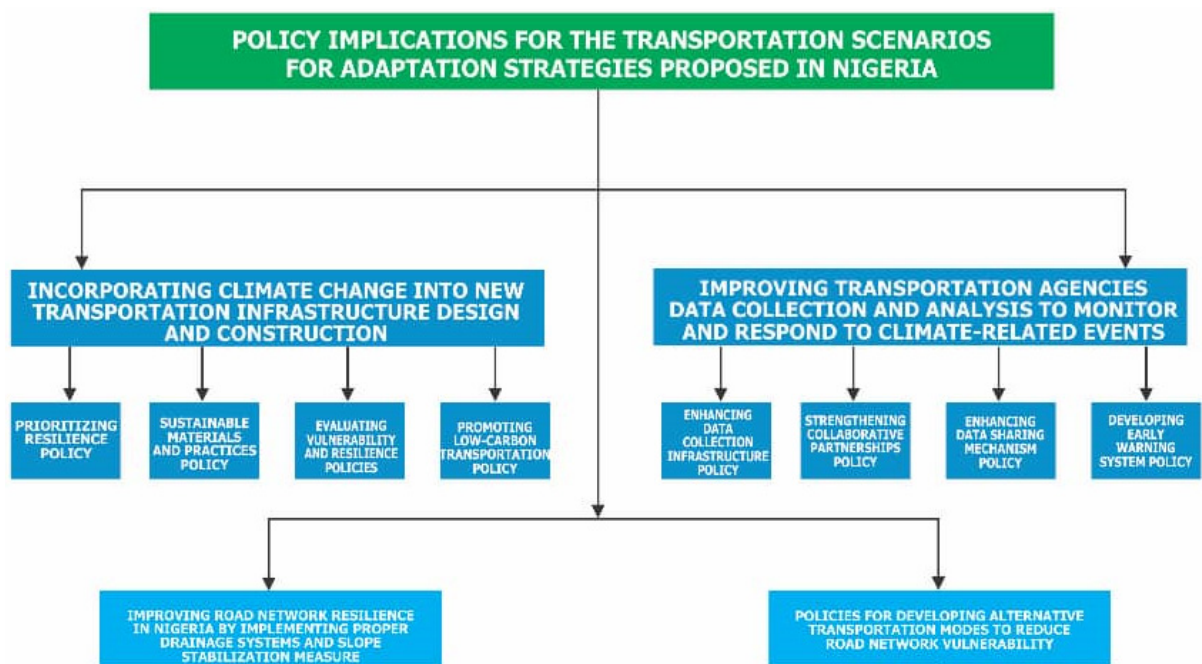 POLICY IMPLICATIONS FOR THE TRANSPORTATION SCENARIOS
FOR ADAPTATION STRATEGIES PROPOSED IN NIGERIA
INCORPORATING CLIMATE CHANGE INTO NEW
TRANSPORTATION INFRASTRUCTURE DESIGN
AND CONSTRUCTION
IMPROVING TRANSPORTATION AGENCIES
DATA COLLECTION AND ANALYSIS TO MONITOR
AND RESPOND TO CLIMATE-RELATED EVENTS
PRIORITIZING
RESILIENCE
POLICY
SUSTAINABLE
MATERIALS
AND PRACTICES
POLICY
EVALUATING
VULNERABILITY
AND RESILIENCE
POLICIES
PROMOTING
LOW-CARBON
TRANSPORTATION
POLICY
ENHANCING
DATA
COLLECTION
INFRASTRUCTURE
POLICY
STRENGTHENING
COLLABORATIVE
PARTNERSHIPS
POLICY
ENHANCING
DATA SHARING
MECHANISM
POLICY
DEVELOPING
EARLY
WARNING
SYSTEM POLICY
IMPROVING ROAD NETWORK RESILIENCE
IN NIGERIA BY IMPLEMENTING PROPER
DRAINAGE SYSTEMS AND SLOPE
STABILIZATION MEASURE
POLICIES FOR DEVELOPING ALTERNATIVE
TRANSPORTATION MODES TO REDUCE
ROAD NETWORK VULNERABILITY